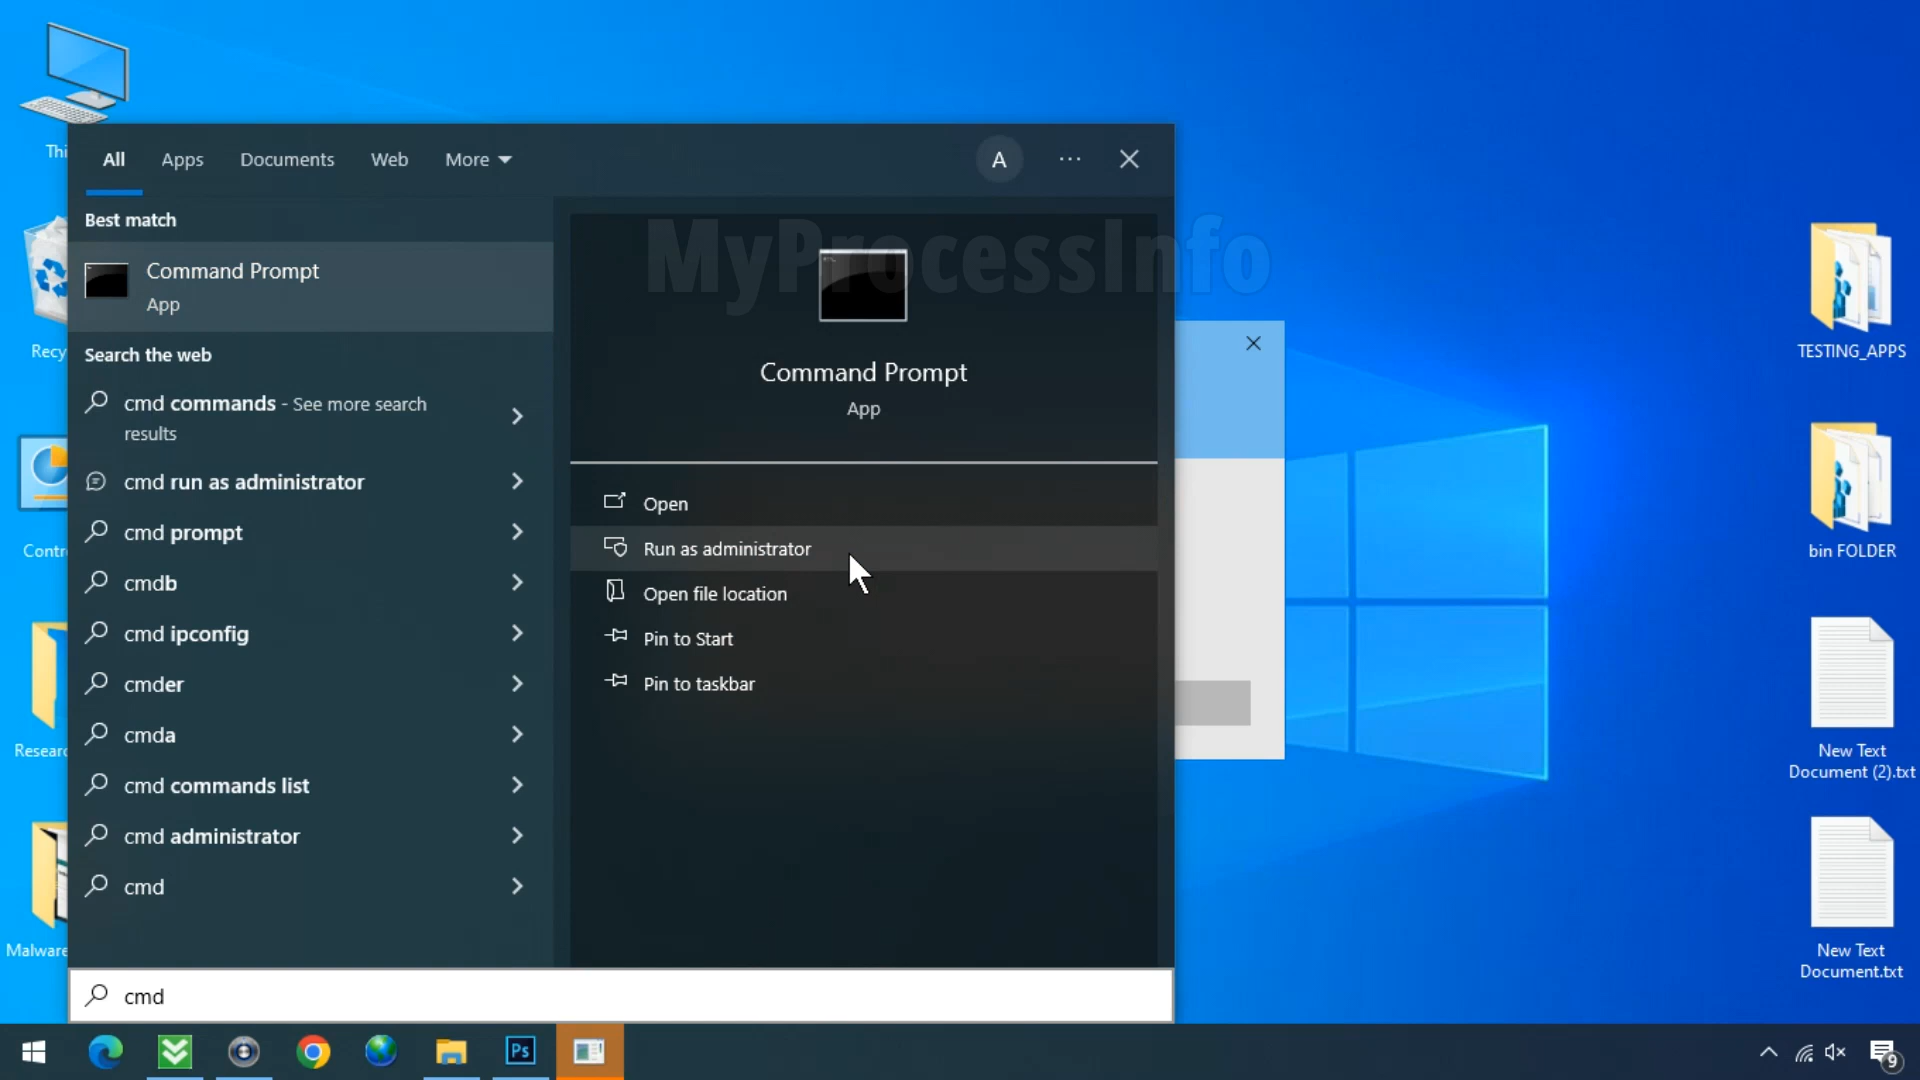 Thi
Recy
Contr
Researc
Malware
All
Apps
Documents
Web
More
A
Best match
Command Prompt
App
Search the web
cmd commands - See more search
results
cmd run as administrator
cmd prompt
cmdb
cmd ipconfig
cmder
cmda
cmd commands list
cmd administrator
cmd
MyProcessInfo
Command Prompt
App
Open
Run as administrator
Open file location
Pin to Start
Pin to taskbar
cmd
TESTING_APPS
bin FOLDER
New Text
Document (2).txt
New Text
Document.txt
Ps
9